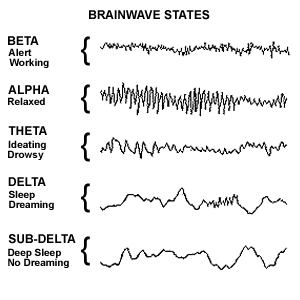 BRAINWAVE STATES
BETA
Alert
Working
ALPHA
Relaxed
THETA
Ideating
Drowsy
DELTA
Sleep
Dreaming
SUB-DELTA
Deep Sleep
No Dreaming